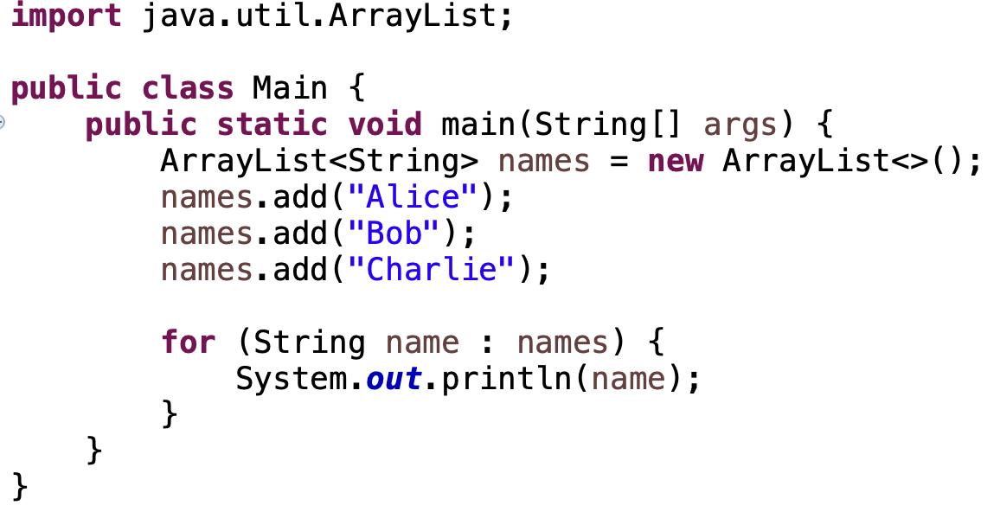 import java.util.ArrayList;

public class Main {
    public static void main(String[] args) {
        ArrayList<String> names = new ArrayList<>();
        names.add("Alice");
        names.add("Bob");
        names.add("Charlie");

        for (String name : names) {
            System.out.println(name);
        }
    }
}